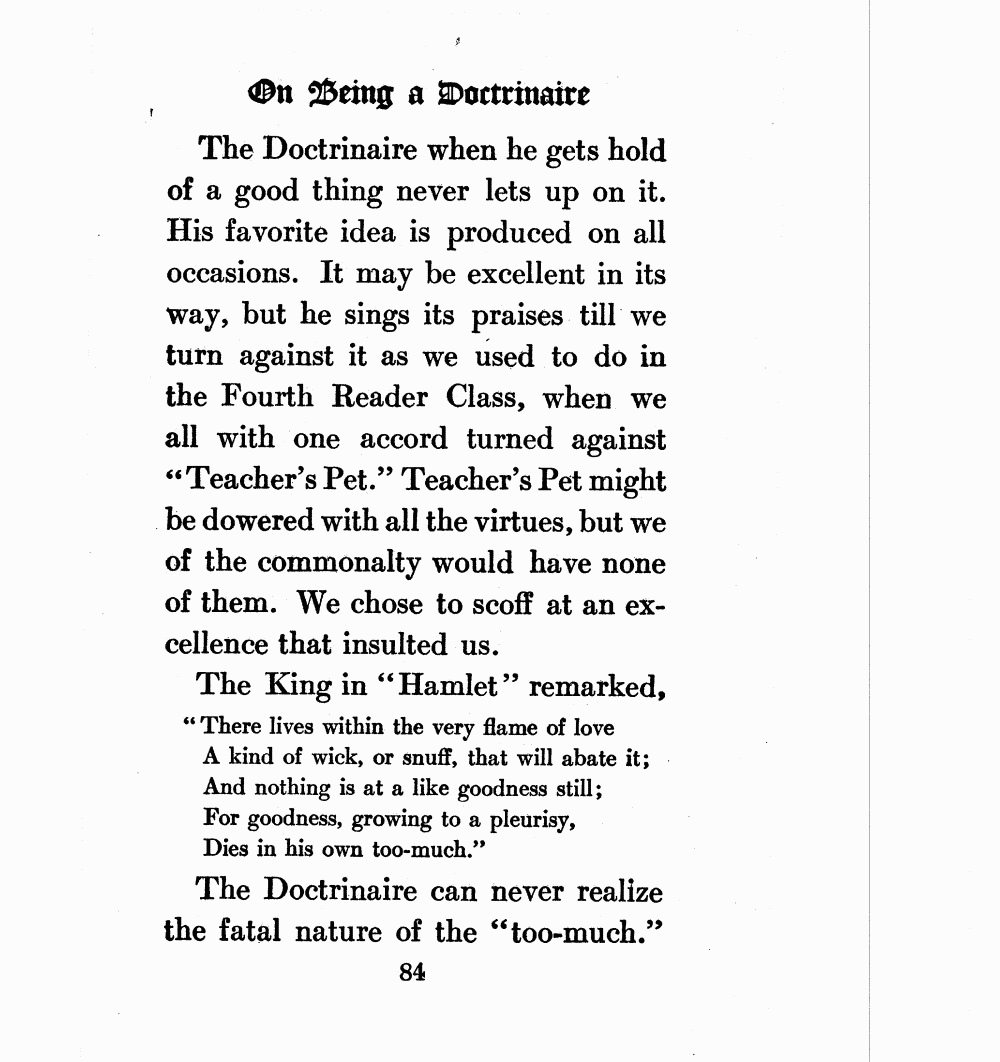 On Being a Doctrinaire
The Doctrinaire when he gets hold
of a good thing never lets up on it.
His favorite idea is produced on all
occasions. It may be excellent in its
way, but he sings its praises till we
turn against it as we used to do in
the Fourth Reader Class, when we
all with one accord turned against
“Teacher’s Pet.” Teacher’s Pet might
be dowered with all the virtues, but we
of the commonalty would have none
of them. We chose to scoff at an ex-
cellence that insulted us.
The King in “Hamlet” remarked,
“There lives within the very flame of love
A kind of wick, or snuff, that will abate it;
And nothing is at a like goodness still;
For goodness, growing to a pleurisy,
Dies in his own too-much.”
The Doctrinaire can never realize
the fatal nature of the “too-much.”
84